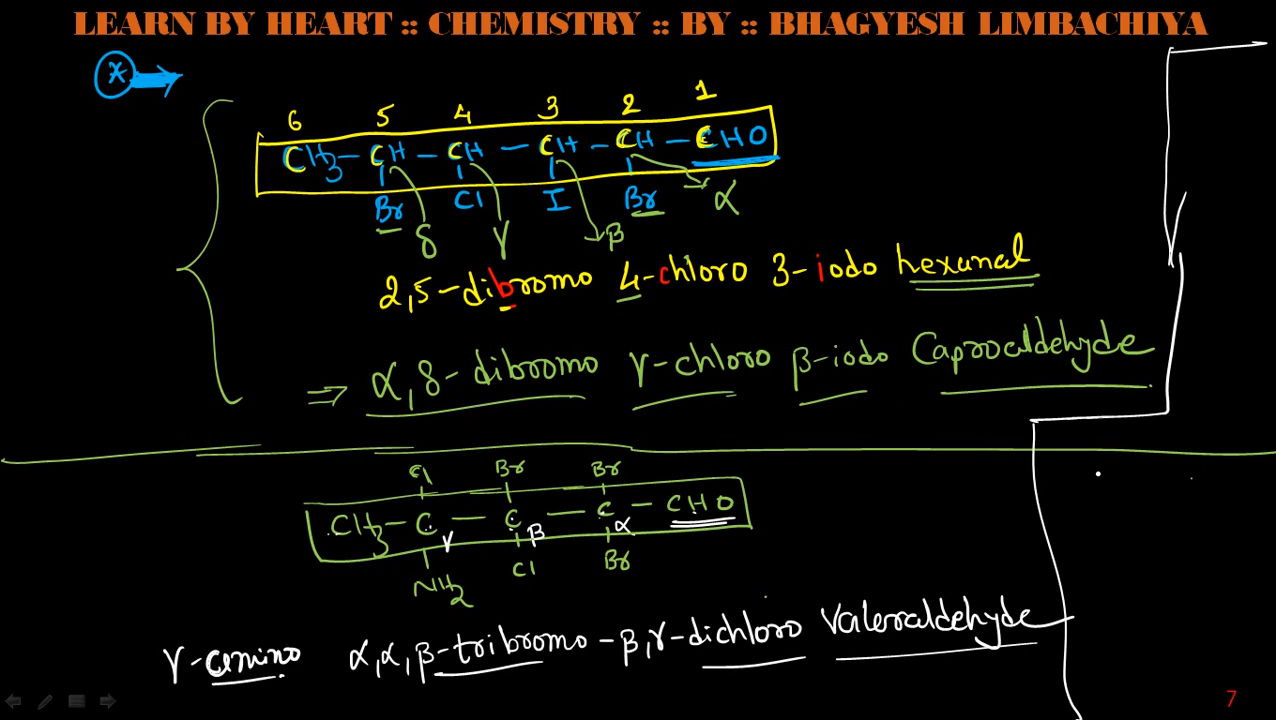 LEARN BY HEART :: CHEMISTRY :: BY :: BHAGYESH LIMBACHIYA
*
6 5 4 3 2 1
CH3 – CH – CH – CH – CH – CHO
Br Cl I Br α
δ γ β
2,5-dibromo 4-chloro 3-iodo hexanal
⇒ α,δ-dibromo γ-chloro β-iodo Caproaldehyde
Cl Br Br
CH3 – C – C – C – CHO
γ β α
NH2 Cl Br
γ-amino α,α,β-tribromo-β,γ-dichloro Valeraldehyde
7